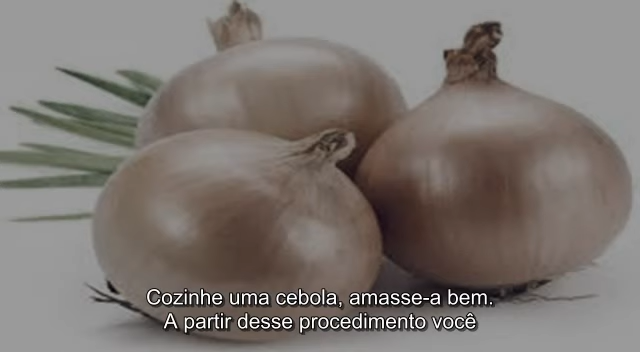 Cozinhe uma cebola, amasse-a bem.
A partir desse procedimento você